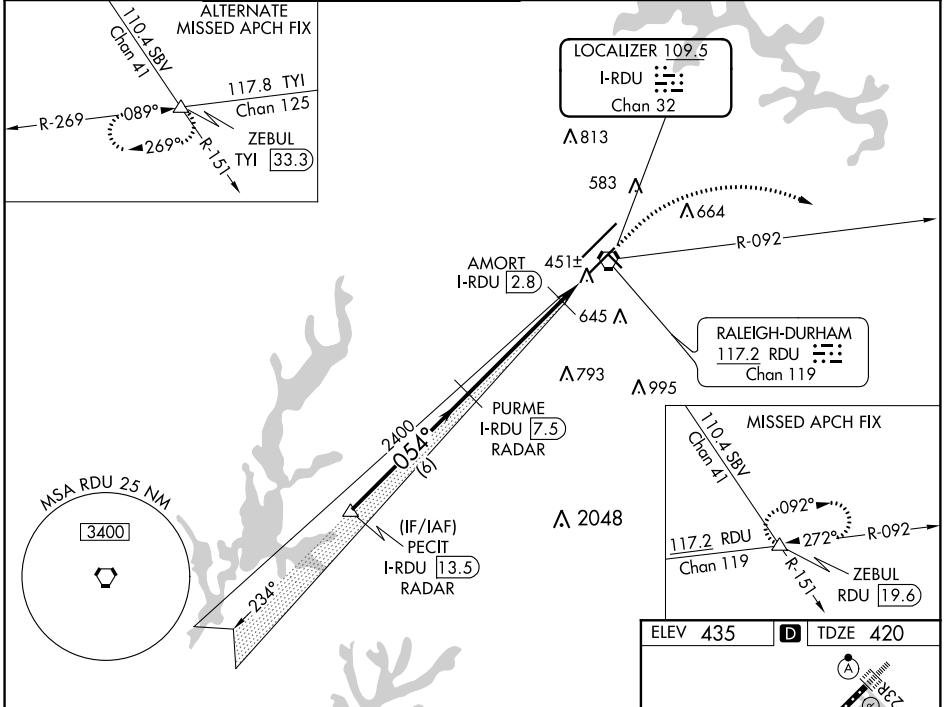 ALTERNATE
MISSED APCH FIX
110.4 SBV
Chan 41
117.8 TYI
Chan 125
R-269
089°
269°
R-151
ZEBUL
TYI 33.3
LOCALIZER 109.5
I-RDU
Chan 32
813
583
664
R-092
AMORT
I-RDU 2.8
451±
645
RALEIGH-DURHAM
117.2 RDU
Chan 119
793
995
PURME
I-RDU 7.5
RADAR
2400
054°
(6)
MSA RDU 25 NM
3400
(IF/IAF)
PECIT
I-RDU 13.5
RADAR
234°
2048
MISSED APCH FIX
110.4 SBV
Chan 41
092°
272°
R-092
117.2 RDU
Chan 119
R-151
ZEBUL
RDU 19.6
ELEV 435 D TDZE 420
A
23R